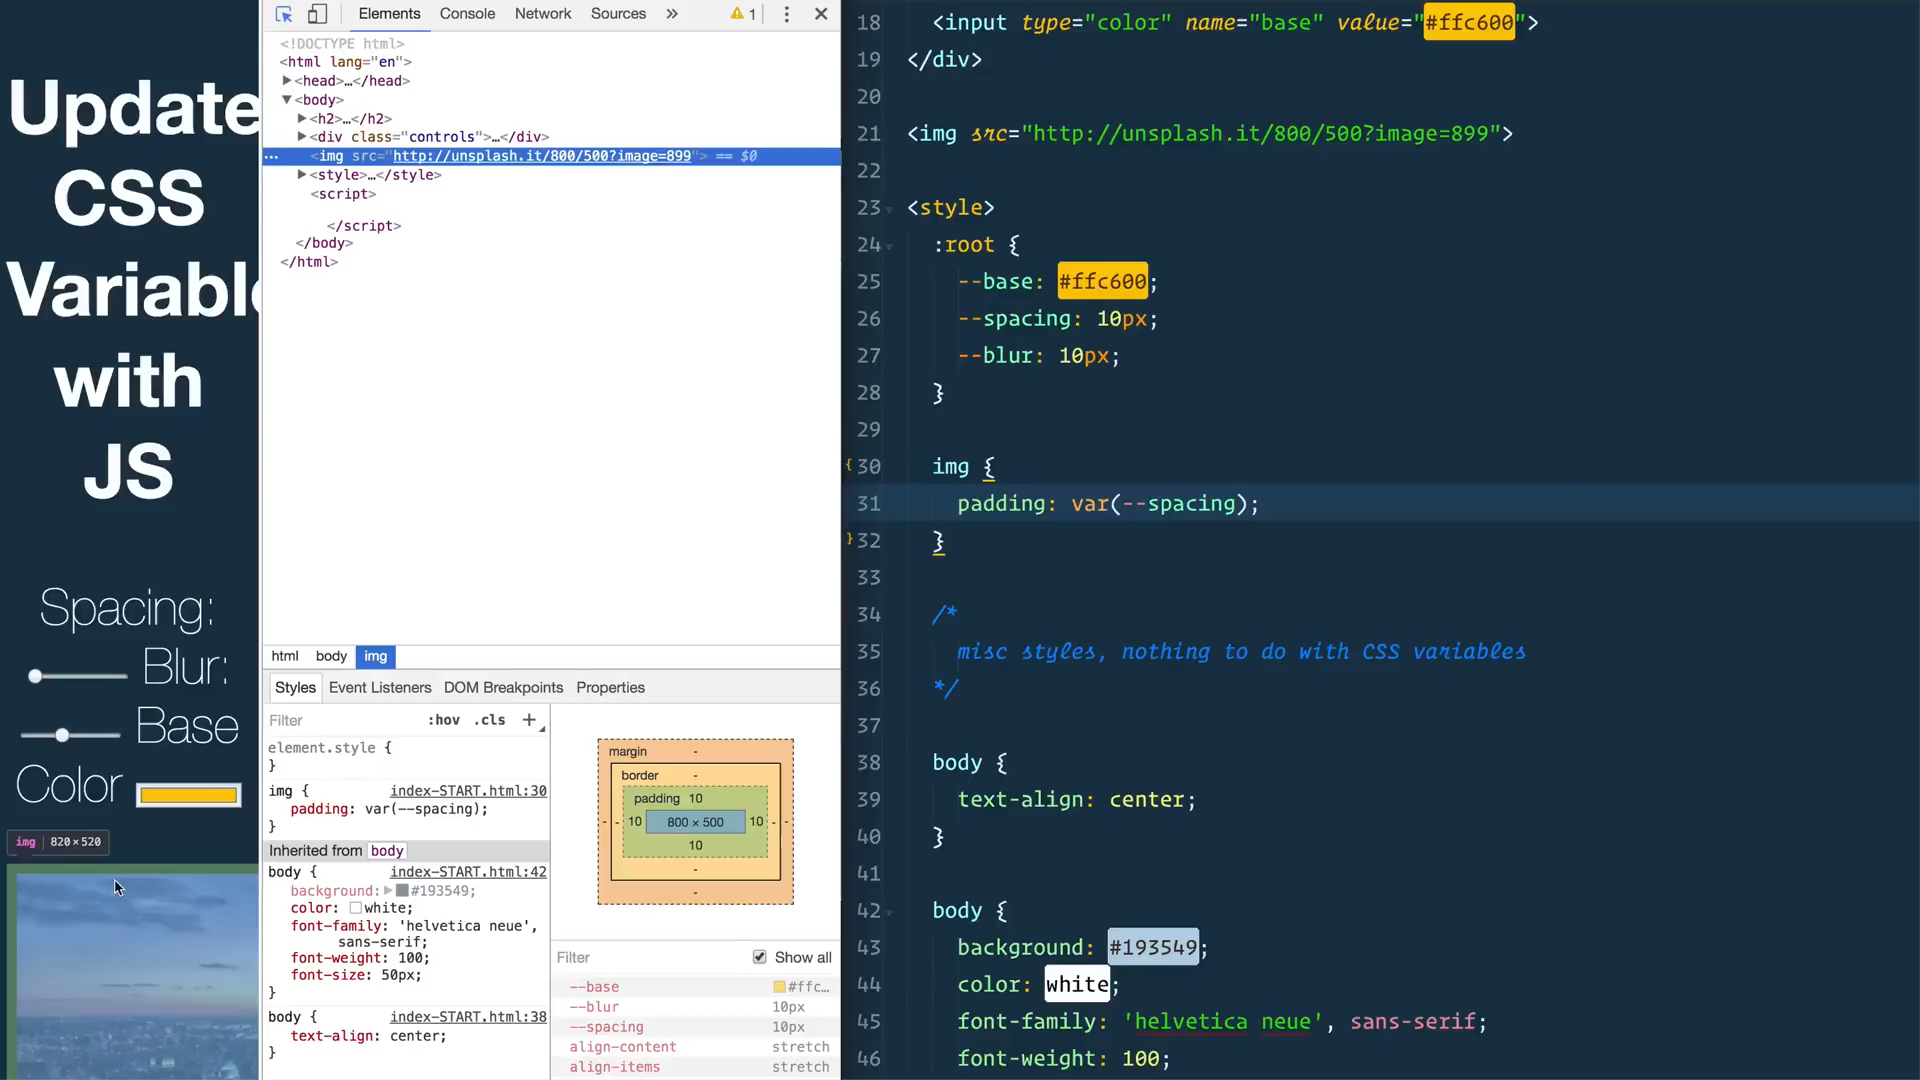 Update
CSS
Variabl
with
JS
Spacing:
Blur:
Base
Color
img 820×520
Elements Console Network Sources » 1
<!DOCTYPE html>
<html lang="en">
<head>…</head>
<body>
<h2>…</h2>
<div class="controls">…</div>
<img src="http://unsplash.it/800/500?image=899"> == $0
<style>…</style>
<script>
</script>
</body>
</html>
html body img
Styles Event Listeners DOM Breakpoints Properties
Filter :hov .cls +
element.style {
}
img { index-START.html:30
padding: var(--spacing);
}
Inherited from body
body { index-START.html:42
background: #193549;
color: white;
font-family: 'helvetica neue',
sans-serif;
font-weight: 100;
font-size: 50px;
}
body { index-START.html:38
text-align: center;
}
margin -
border -
padding 10
- - 10 800 × 500 10 - -
10
-
-
Filter Show all
--base #ffc…
--blur 10px
--spacing 10px
align-content stretch
align-items stretch
18 <input type="color" name="base" value="#ffc600">
19 </div>
20
21 <img src="http://unsplash.it/800/500?image=899">
22
23 <style>
24 :root {
25 --base: #ffc600;
26 --spacing: 10px;
27 --blur: 10px;
28 }
29
{ 30 img {
31 padding: var(--spacing);
} 32 }
33
34 /*
35 misc styles, nothing to do with CSS variables
36 */
37
38 body {
39 text-align: center;
40 }
41
42 body {
43 background: #193549;
44 color: white;
45 font-family: 'helvetica neue', sans-serif;
46 font-weight: 100;